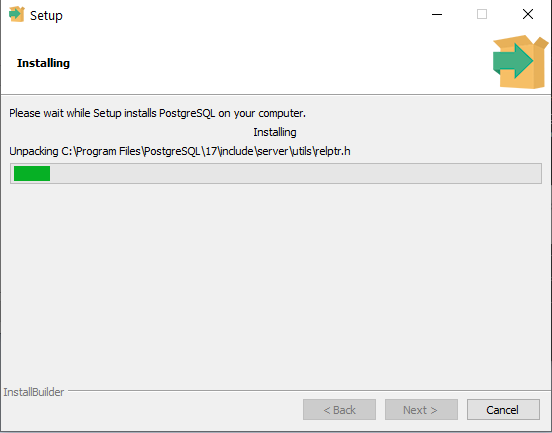 Setup
Installing
Please wait while Setup installs PostgreSQL on your computer.
Installing
Unpacking C:\Program Files\PostgreSQL\17\include\server\utils\relptr.h
InstallBuilder
< Back
Next >
Cancel